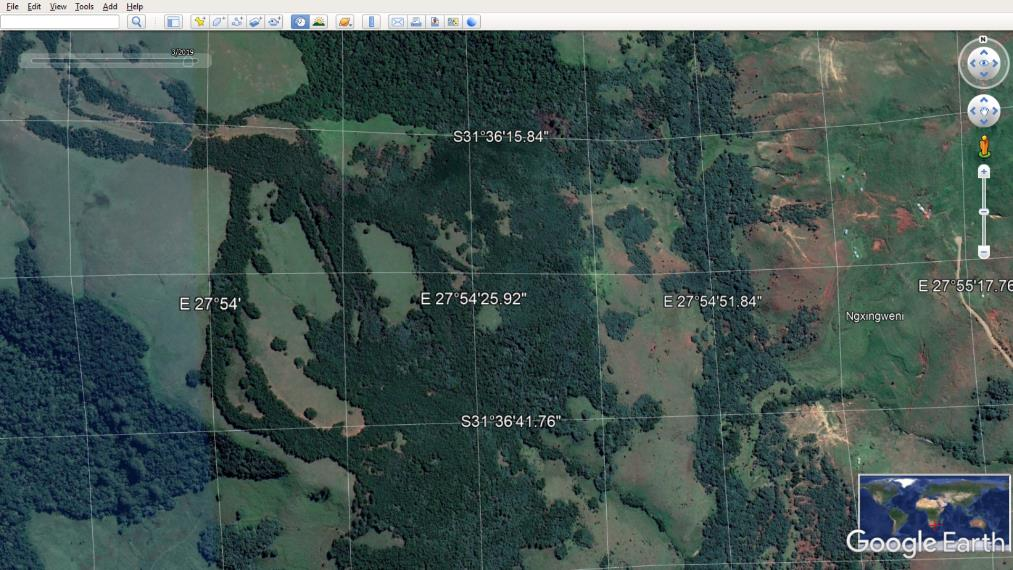 File Edit View Tools Add Help
3/2019
N
S31°36'15.84"
E 27°54'
E 27°54'25.92"
E 27°54'51.84"
E 27°55'17.76
Ngxingweni
S31°36'41.76"
Google Earth